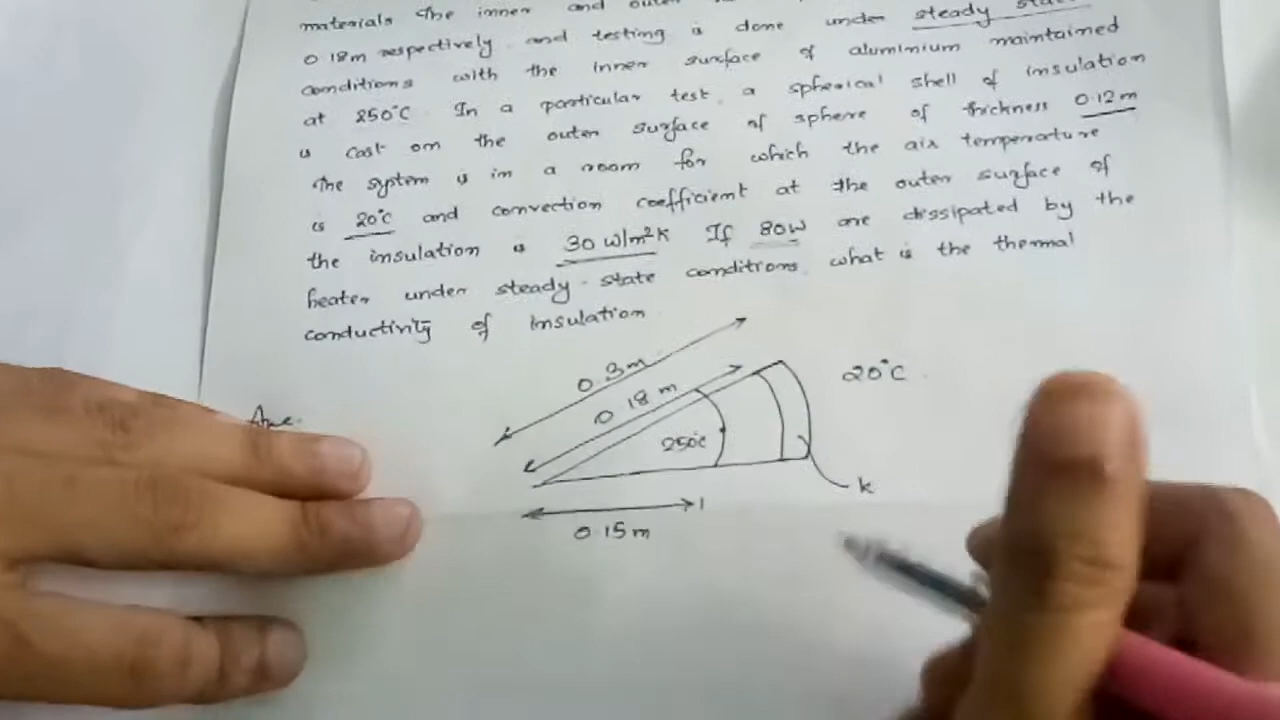 materials The inner and outer
0.18m respectively and testing is done under steady state
conditions with the inner surface of aluminium maintained
at 250°C In a particular test, a spherical shell of insulation
is cast on the outer surface of sphere of thickness 0.12m
The system is in a room for which the air temperature
is 20°C and convection coefficient at the outer surface of
the insulation is 30 W/m²K If 80W are dissipated by the
heater under steady-state conditions, what is the thermal
conductivity of insulation
Ans.
0.3m
0.18 m
20°C
250°C
k
0.15m